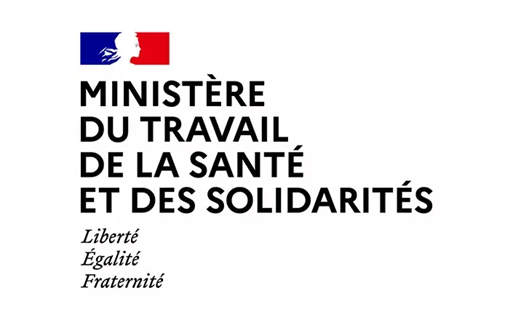 MINISTÈRE
DU TRAVAIL
DE LA SANTÉ
ET DES SOLIDARITÉS
Liberté
Égalité
Fraternité